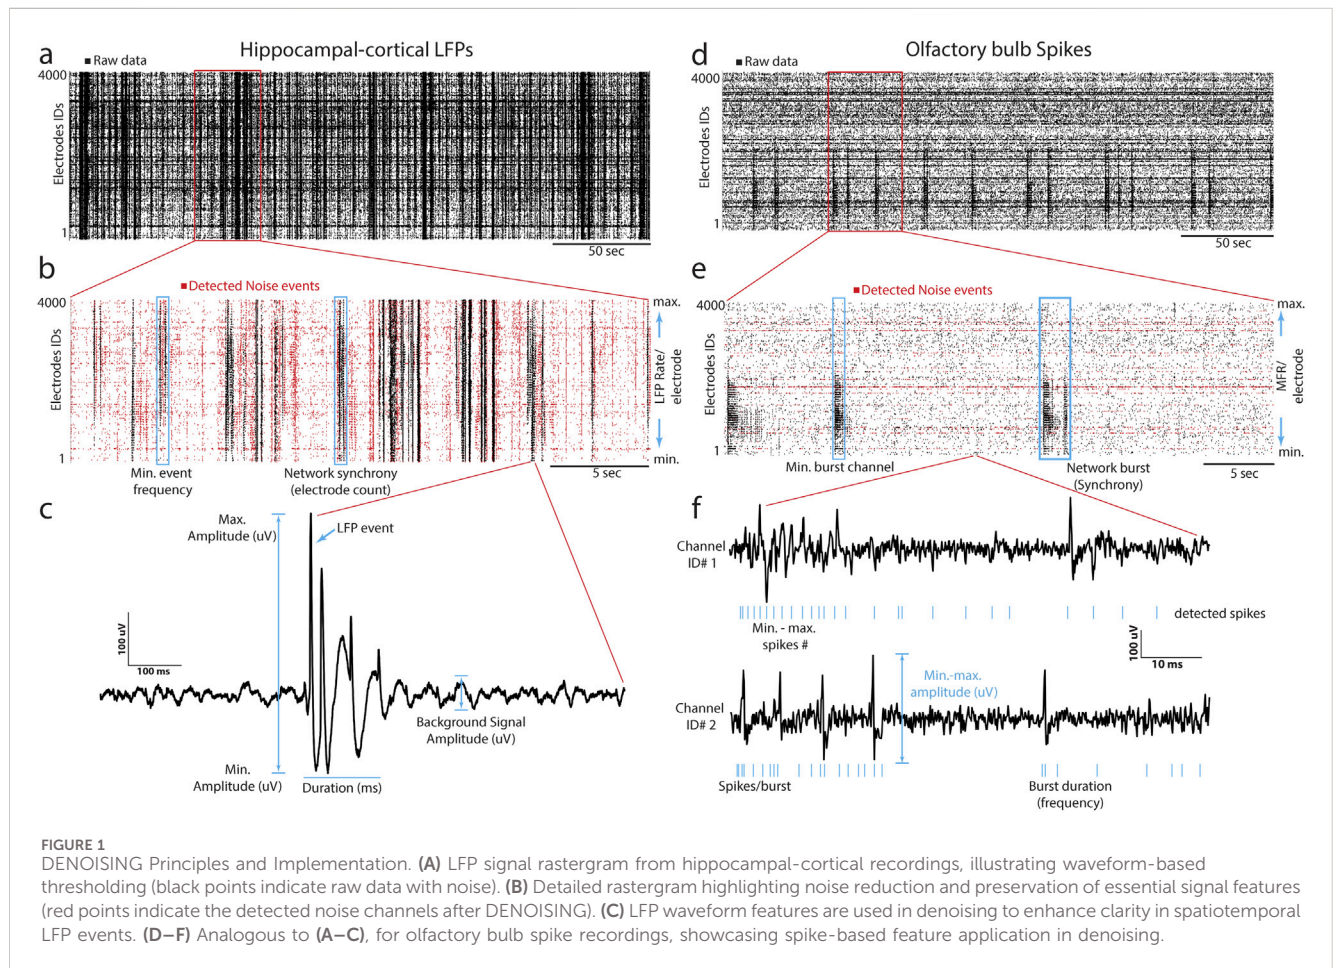 a
Hippocampal-cortical LFPs
Raw data
4000
Electrodes IDs
1
50 sec
b
Detected Noise events
4000
Electrodes IDs
1
max.
LFP Rate/
electrode
min.
Min. event
frequency
Network synchrony
(electrode count)
5 sec
c
Max.
Amplitude (uV)
LFP event
100 uV
100 ms
Background Signal
Amplitude (uV)
Min.
Amplitude (uV)
Duration (ms)
d
Olfactory bulb Spikes
Raw data
4000
Electrodes IDs
1
50 sec
e
Detected Noise events
4000
Electrodes IDs
1
max.
MFR/
electrode
min.
Min. burst channel
Network burst
(Synchrony)
5 sec
f
Channel
ID# 1
detected spikes
Min. - max.
spikes #
100 uV
10 ms
Min.-max.
amplitude (uV)
Channel
ID# 2
Spikes/burst
Burst duration
(frequency)
FIGURE 1
DENOISING Principles and Implementation. (A) LFP signal rastergram from hippocampal-cortical recordings, illustrating waveform-based
thresholding (black points indicate raw data with noise). (B) Detailed rastergram highlighting noise reduction and preservation of essential signal features
(red points indicate the detected noise channels after DENOISING). (C) LFP waveform features are used in denoising to enhance clarity in spatiotemporal
LFP events. (D–F) Analogous to (A–C), for olfactory bulb spike recordings, showcasing spike-based feature application in denoising.